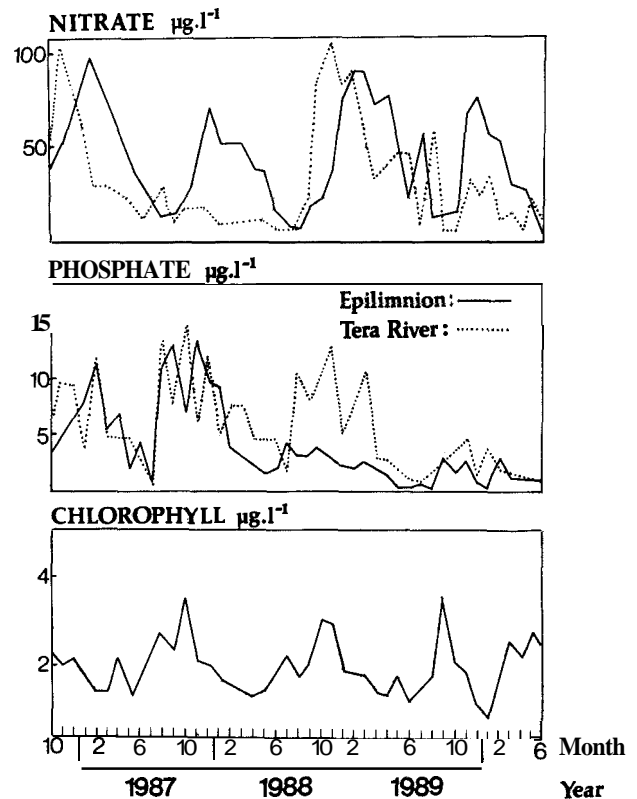 NITRATE µg.l⁻¹
100
50
PHOSPHATE µg.l⁻¹
Epilimnion:
Tera River:
15
10
5
CHLOROPHYLL µg.l⁻¹
4
2
10 2 6 10 2 6 10 2 6 10 2 6 Month
1987 1988 1989 Year